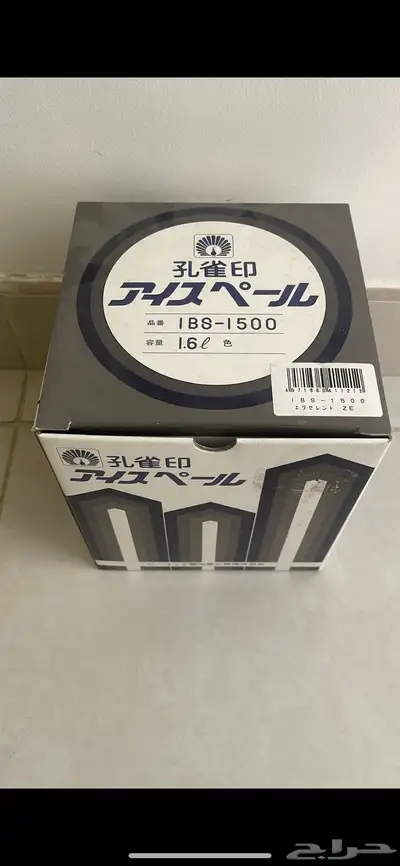 孔雀印
アイスペール
品番 IBS-1500
容量 1.6ℓ 色
IBS-1500
エクセレント ZE
孔雀印
アイスペール
حراج